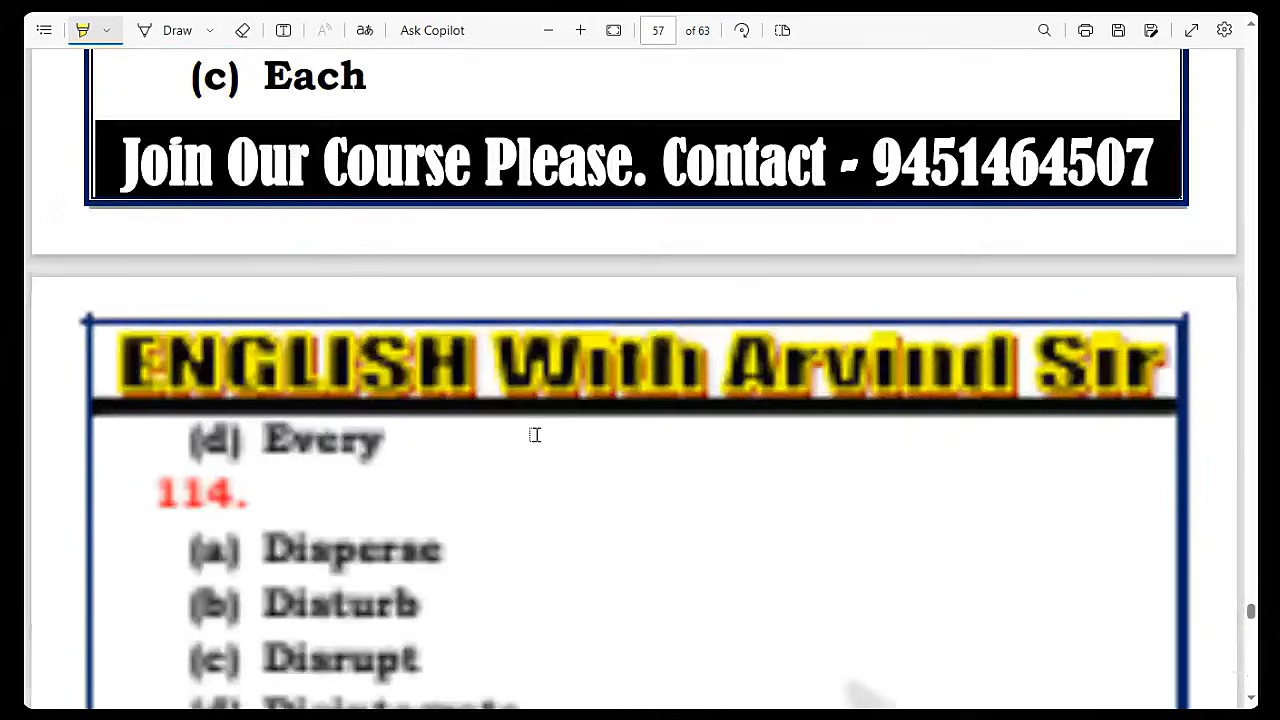 Draw
Ask Copilot
57 of 63
(c) Each
Join Our Course Please. Contact - 9451464507
ENGLISH With Arvind Sir
(d) Every
114.
(a) Disperse
(b) Disturb
(c) Disrupt
(d) Disintegrate